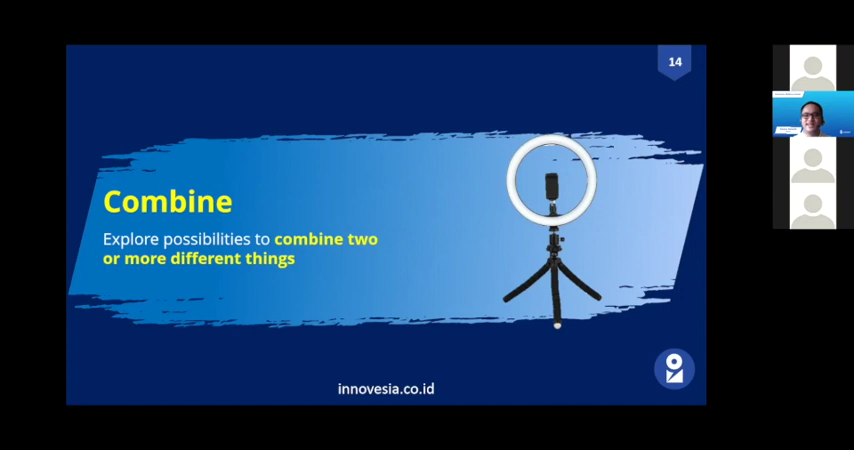 14
Combine
Explore possibilities to combine two
or more different things
innovesia.co.id